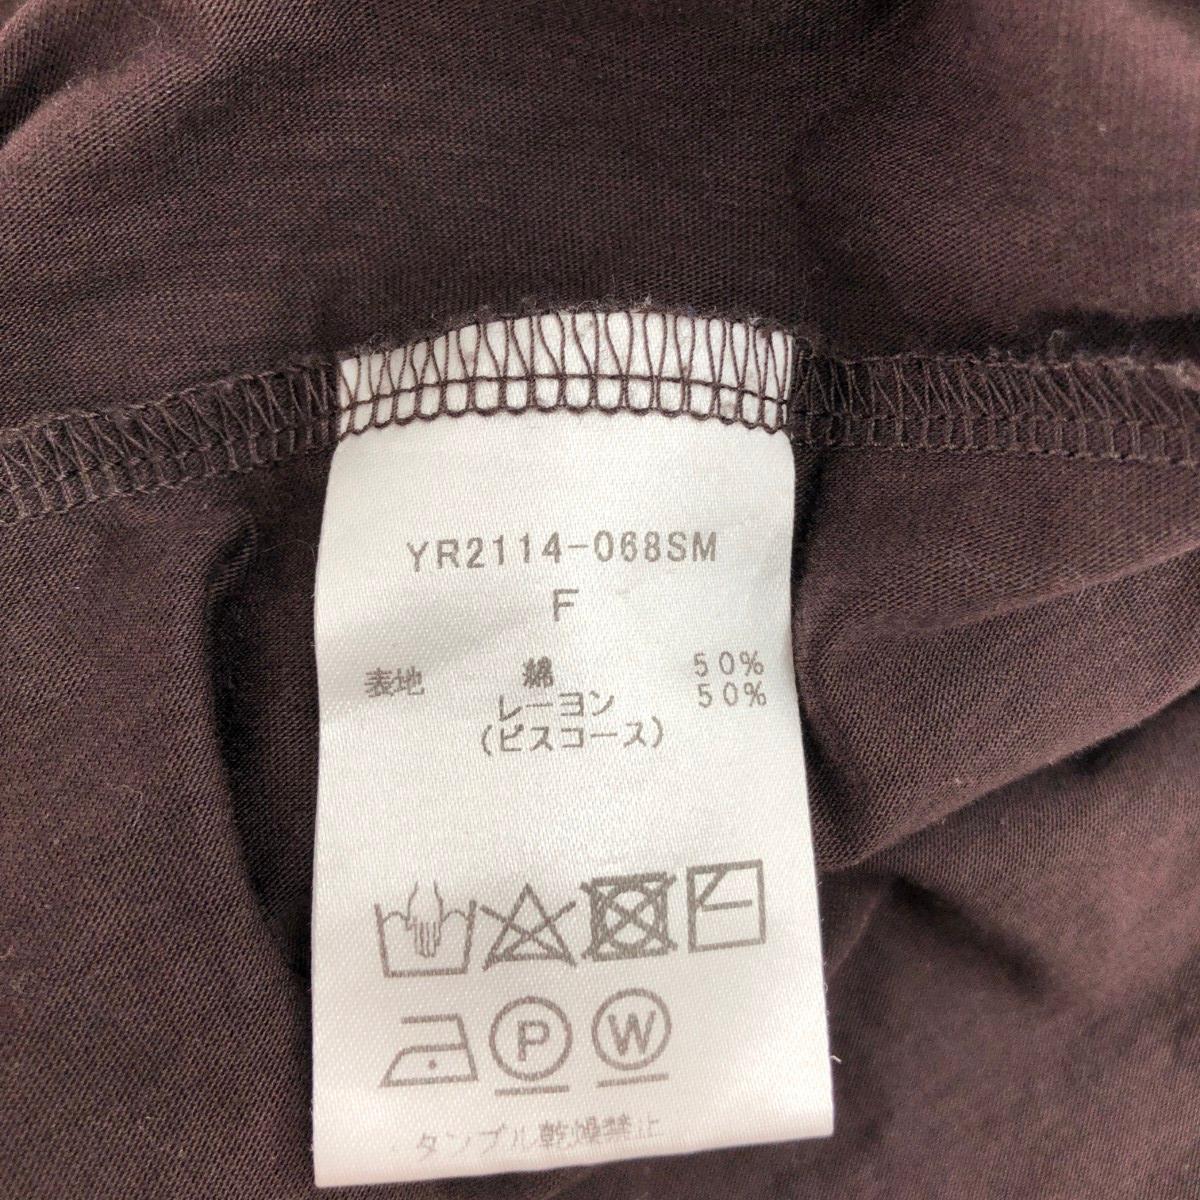 YR2114-068SM
F
表地 綿 50%
レーヨン 50%
(ビスコース)
P W
・タンブル乾燥禁止